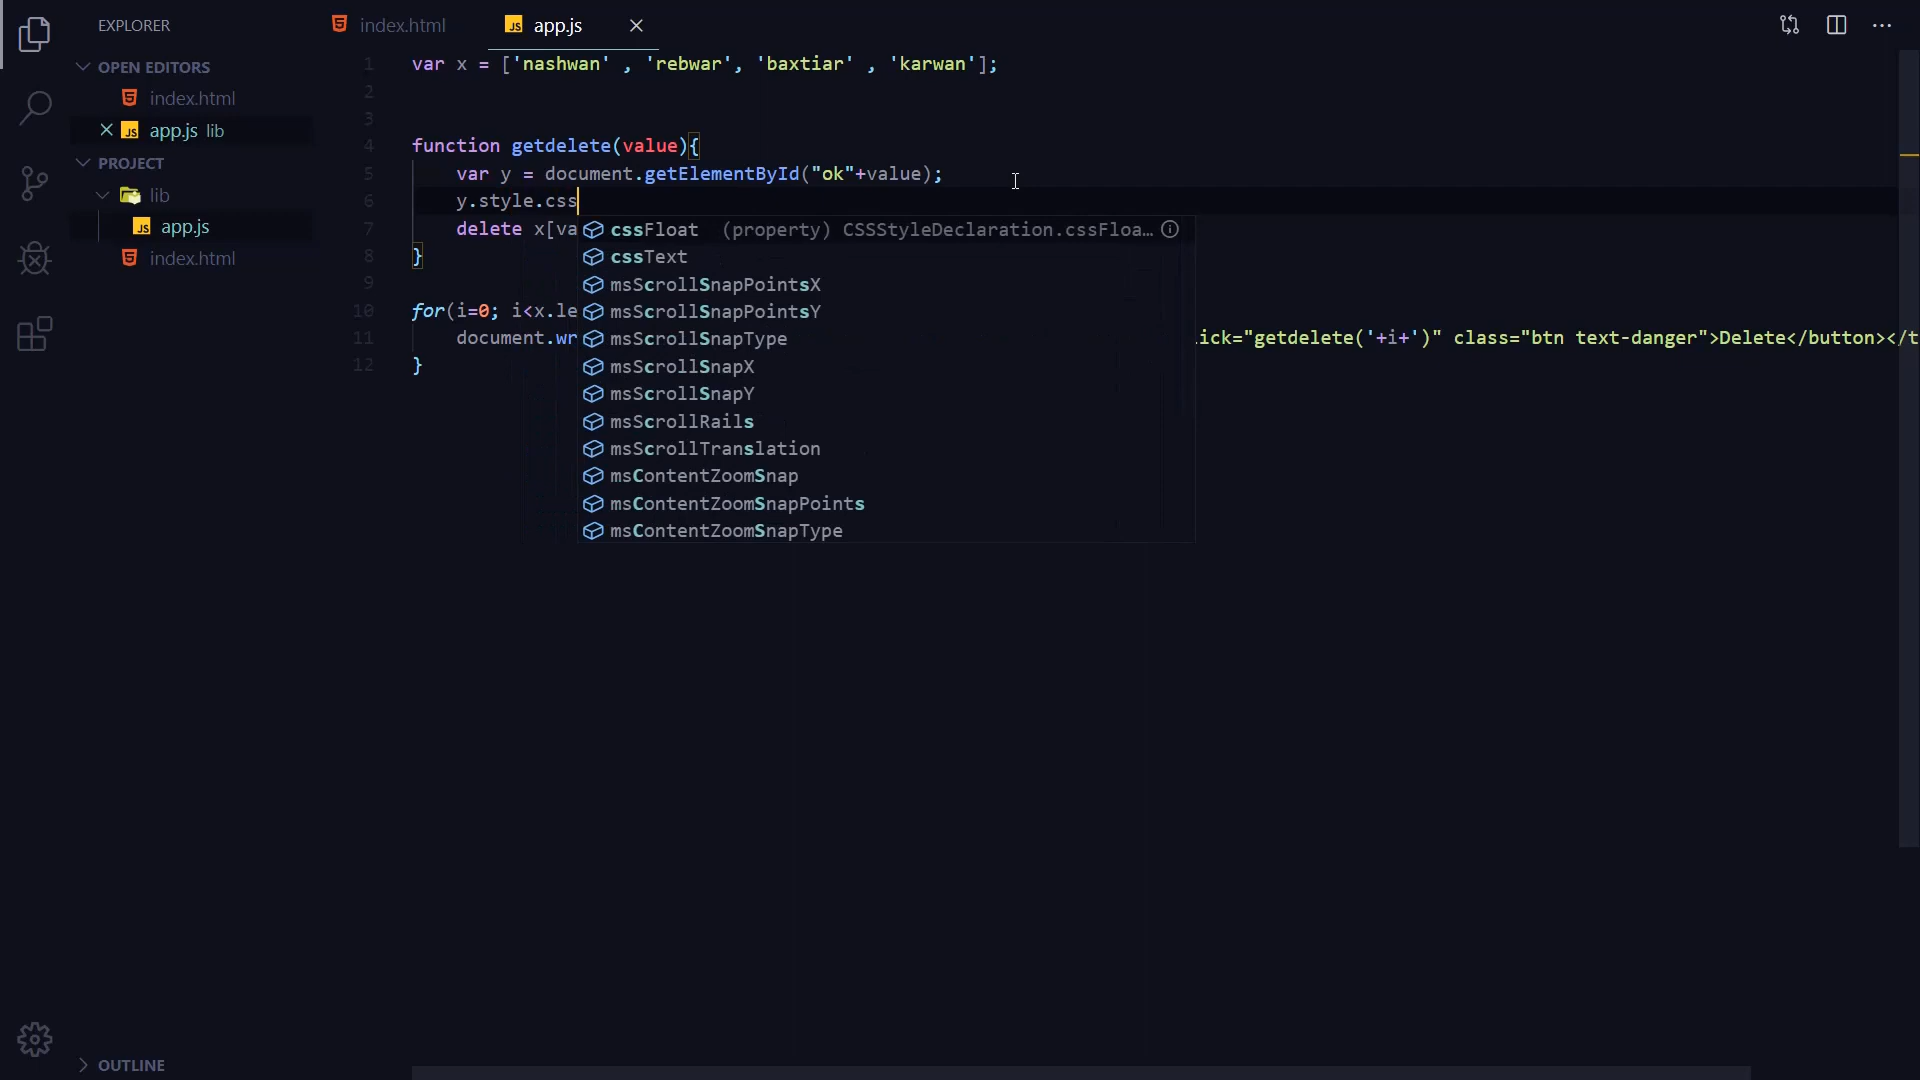 EXPLORER
index.html
app.js
OPEN EDITORS
index.html
app.js lib
PROJECT
lib
app.js
index.html
OUTLINE
1 var x = ['nashwan' , 'rebwar', 'baxtiar' , 'karwan'];
2
3
4 function getdelete(value){
5 var y = document.getElementById("ok"+value);
6 y.style.css
7 delete x[va
8 }
9
10 for(i=0; i<x.le
11 document.wr ick="getdelete('+i+')" class="btn text-danger">Delete</button></t
12 }
cssFloat (property) CSSStyleDeclaration.cssFloa…
cssText
msScrollSnapPointsX
msScrollSnapPointsY
msScrollSnapType
msScrollSnapX
msScrollSnapY
msScrollRails
msScrollTranslation
msContentZoomSnap
msContentZoomSnapPoints
msContentZoomSnapType